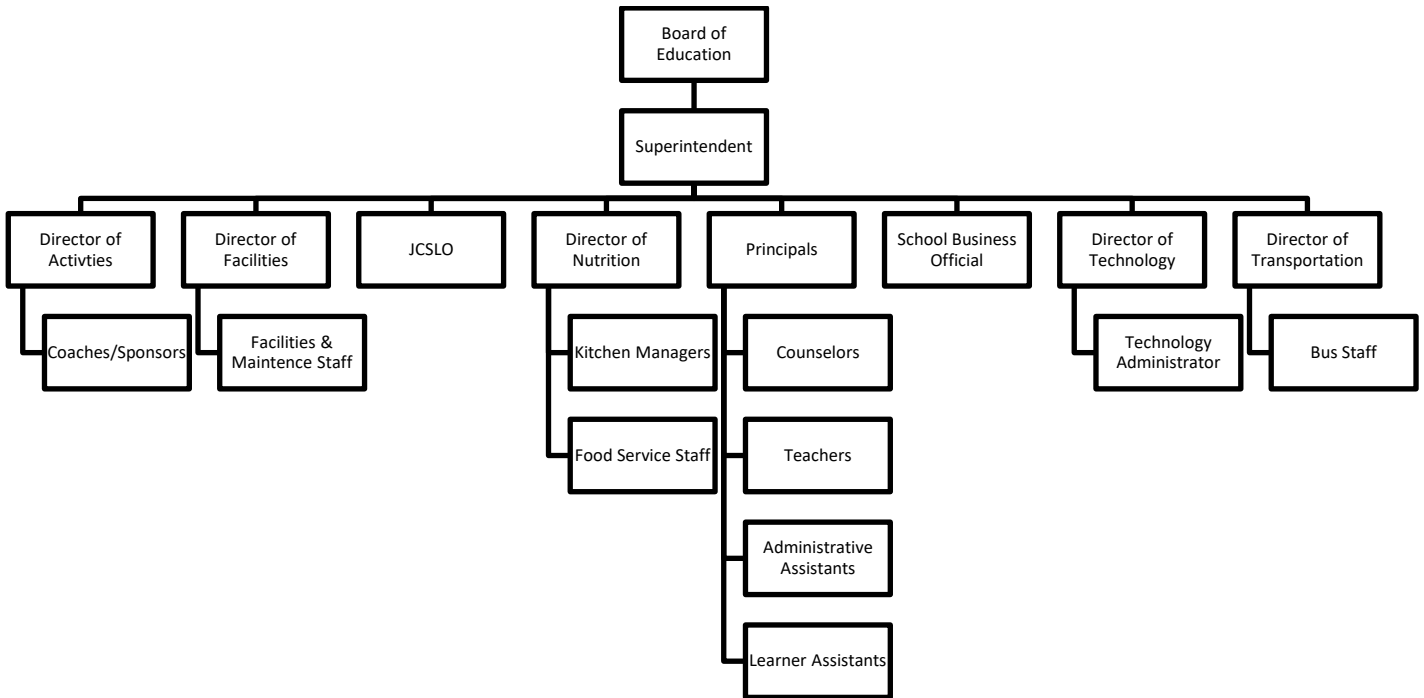 Board of
Education
Superintendent
Director of
Activties
Director of
Facilities
JCSLO
Director of
Nutrition
Principals
School Business
Official
Director of
Technology
Director of
Transportation
Coaches/Sponsors
Facilities &
Maintence Staff
Kitchen Managers
Counselors
Technology
Administrator
Bus Staff
Food Service Staff
Teachers
Administrative
Assistants
Learner Assistants